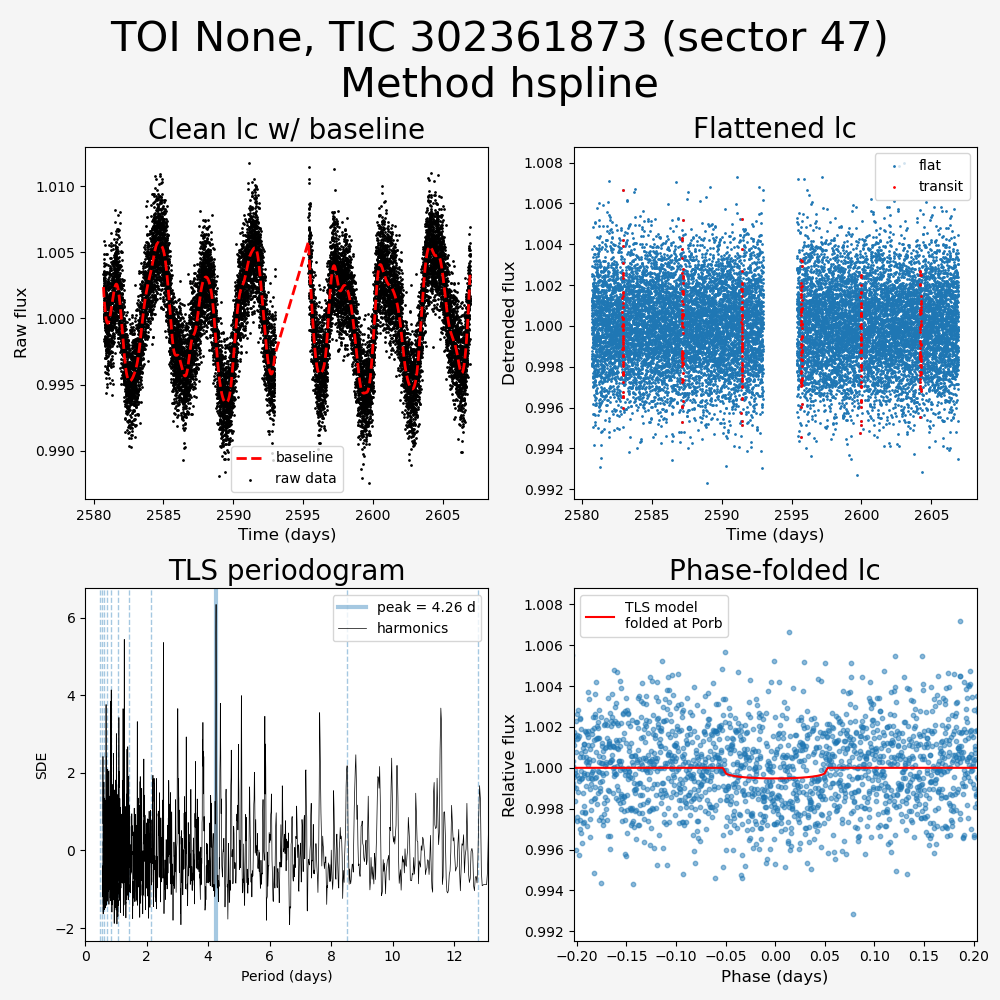 TOI None, TIC 302361873 (sector 47)
Method hspline
Clean lc w/ baseline
Flattened lc
1.010
1.005
1.000
0.995
0.990
Raw flux
baseline
raw data
2580
2585
2590
2595
2600
2605
Time (days)
1.008
1.006
1.004
1.002
1.000
0.998
0.996
0.994
0.992
Detrended flux
flat
transit
2580
2585
2590
2595
2600
2605
Time (days)
TLS periodogram
Phase-folded lc
6
4
2
0
−2
SDE
peak = 4.26 d
harmonics
0
2
4
6
8
10
12
Period (days)
1.008
1.006
1.004
1.002
1.000
0.998
0.996
0.994
0.992
Relative flux
TLS model
folded at Porb
−0.20
−0.15
−0.10
−0.05
0.00
0.05
0.10
0.15
0.20
Phase (days)